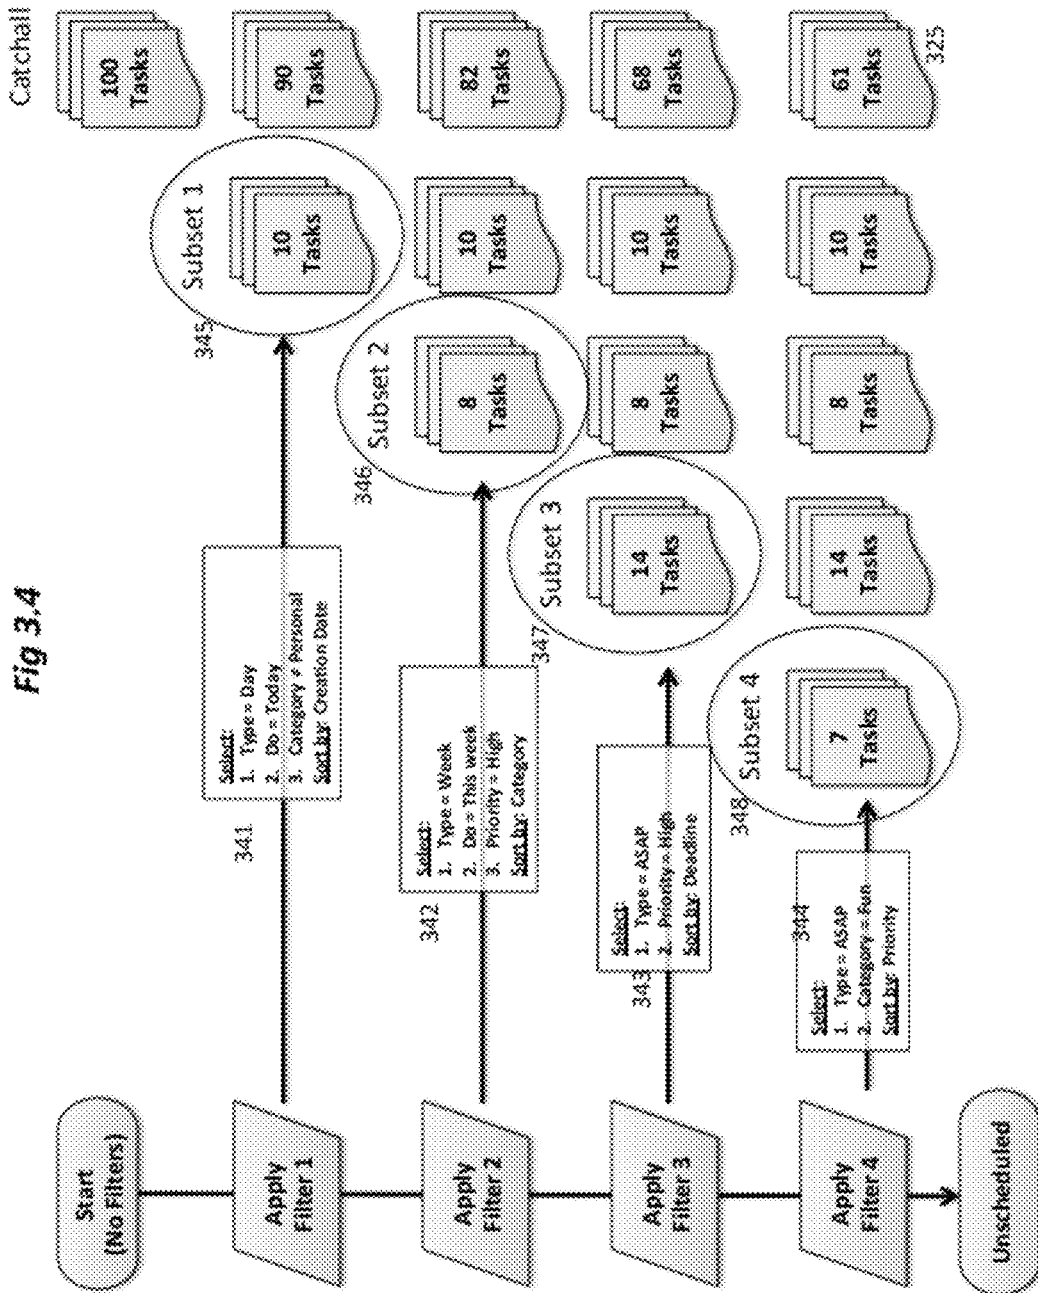 Fig 3.4
Catchall
Start
(No Filters)
100
Tasks
Apply
Filter 1
341
Select:
1. Type = Day
2. Do = Today
3. Category ≠ Personal
Sort by: Creation Date
345
Subset 1
10
Tasks
90
Tasks
Apply
Filter 2
342
Select:
1. Type = Week
2. Do = This week
3. Priority = High
Sort by: Category
346
Subset 2
8
Tasks
10
Tasks
82
Tasks
Apply
Filter 3
343
Select:
1. Type = ASAP
2. Priority = High
Sort by: Deadline
347
Subset 3
14
Tasks
8
Tasks
10
Tasks
68
Tasks
Apply
Filter 4
344
Select:
1. Type = ASAP
2. Category = Fun
Sort by: Priority
348
Subset 4
7
Tasks
14
Tasks
8
Tasks
10
Tasks
61
Tasks
325
Unscheduled